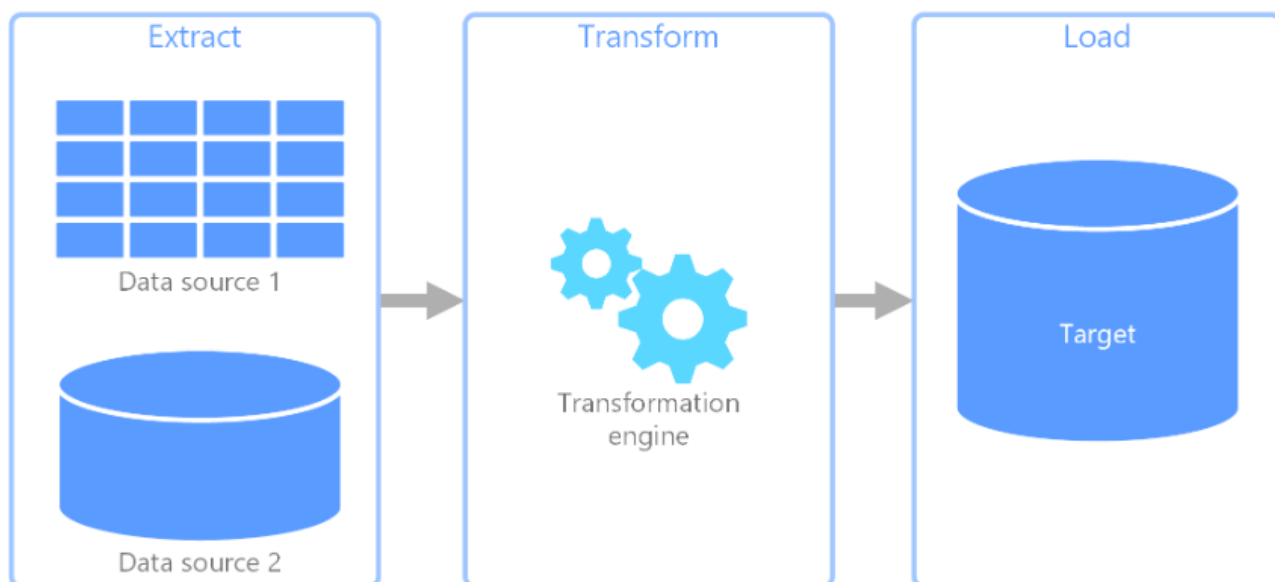 Extract
Data source 1
Data source 2
Transform
Transformation
engine
Load
Target